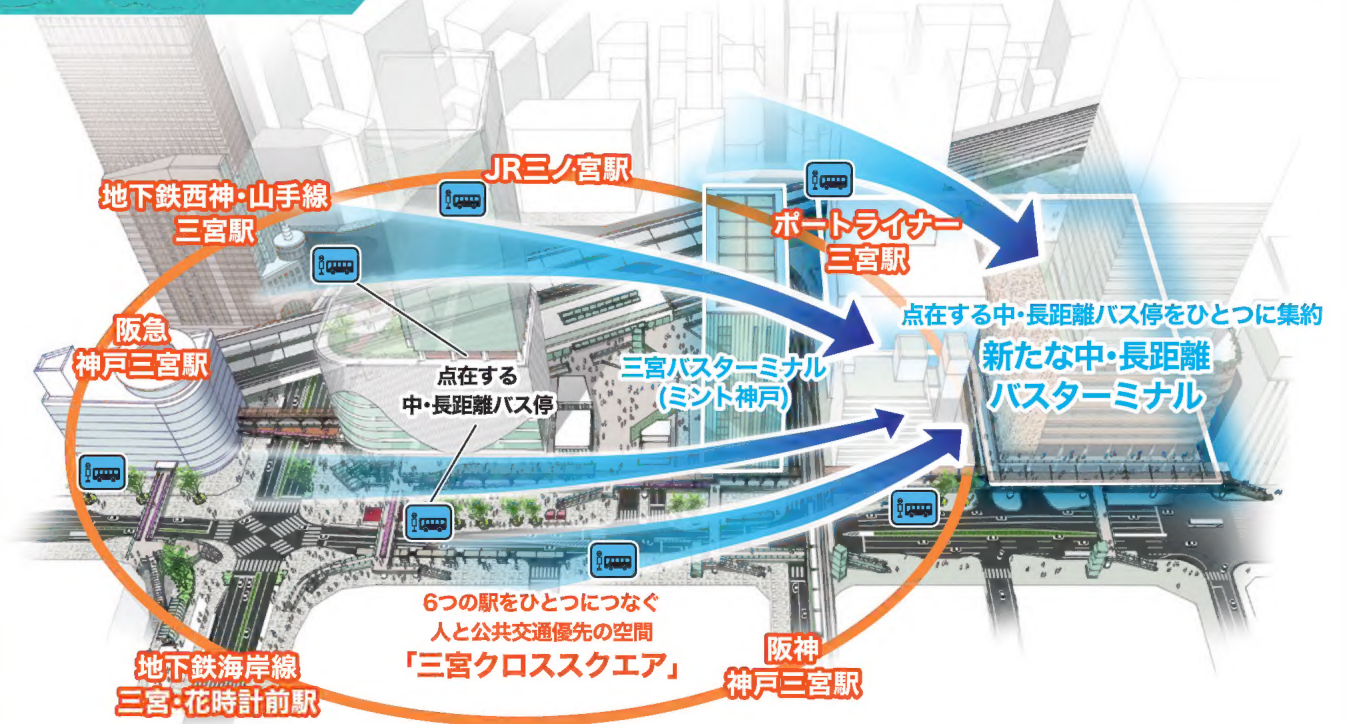 JR三ノ宮駅
地下鉄西神・山手線
三宮駅
ポートライナー
三宮駅
阪急
神戸三宮駅
点在する
中・長距離バス停
三宮バスターミナル
(ミント神戸)
点在する中・長距離バス停をひとつに集約
新たな中・長距離
バスターミナル
6つの駅をひとつにつなぐ
人と公共交通優先の空間
「三宮クロススクエア」
地下鉄海岸線
三宮・花時計前駅
阪神
神戸三宮駅